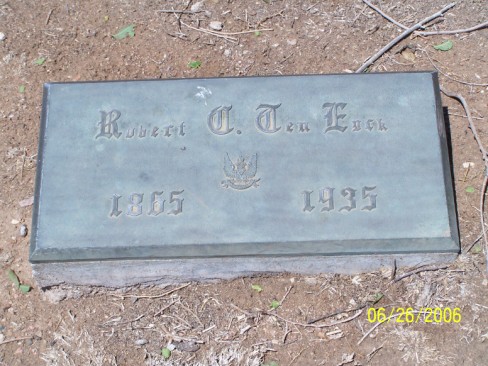 Robert C. Ten Eyck
1865 1935
06/26/2006